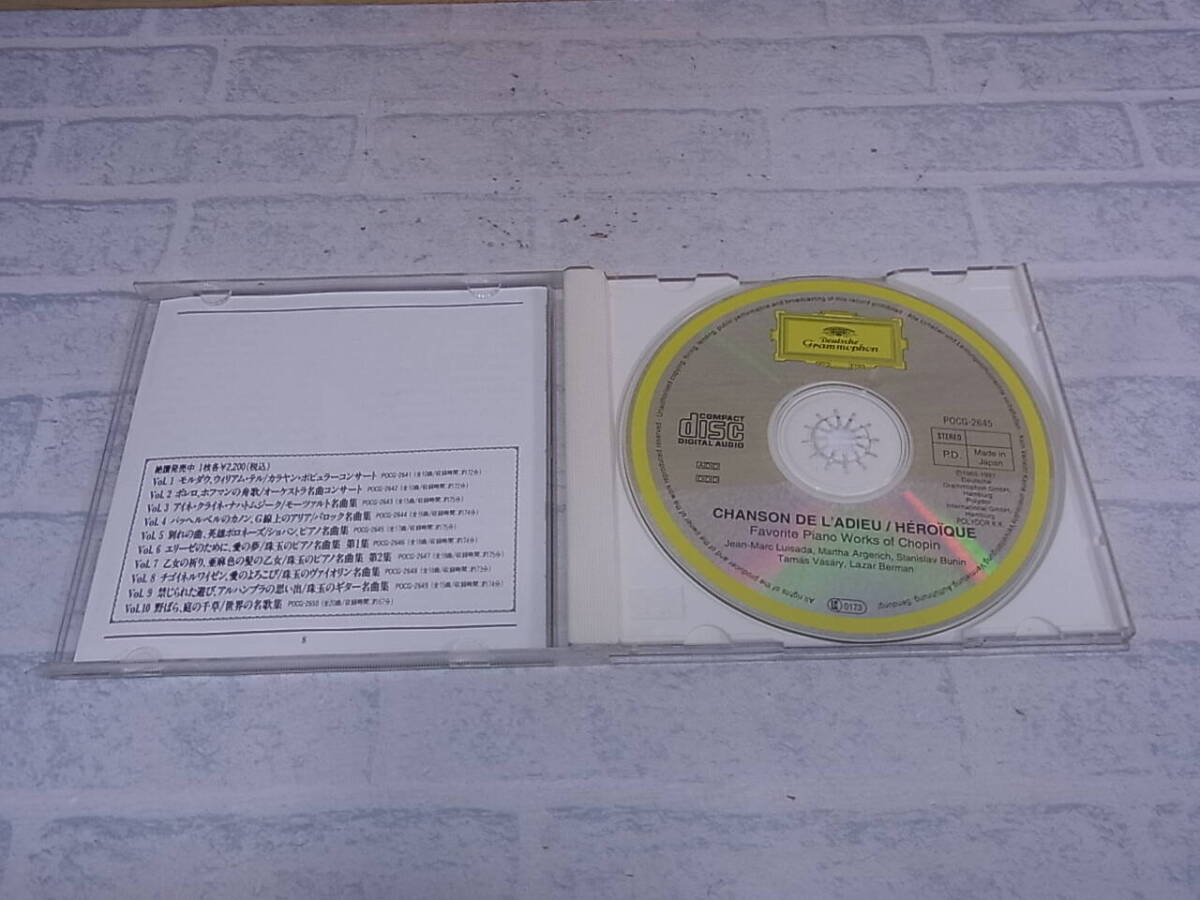 絶讃発売中 1枚各¥2,200(税込)
Vol. 1 モルダウ、ウィリアム・テル/カラヤン・ポピュラーコンサート POCG-2641
Vol. 2 ボレロ、ホフマンの舟歌/オーケストラ名曲コンサート POCG-2642
Vol. 3 アイネ・クライネ・ナハトムジーク/モーツァルト名曲集 POCG-2643
Vol. 4 パッヘルベルのカノン、G線上のアリア/バロック名曲集 POCG-2644
Vol. 5 別れの曲、英雄ポロネーズ/ショパン、ピアノ名曲集 POCG-2645
Vol. 6 エリーゼのために、愛の夢/珠玉のピアノ名曲集 第1集 POCG-2646
Vol. 7 乙女の祈り、亜麻色の髪の乙女/珠玉のピアノ名曲集 第2集 POCG-2647
Vol. 8 チゴイネルワイゼン、愛のよろこび/珠玉のヴァイオリン名曲集 POCG-2648
Vol. 9 禁じられた遊び、アルハンブラの思い出/珠玉のギター名曲集 POCG-2649
Vol.10 野ばら、庭の千草/世界の名歌集 POCG-2650
8
Deutsche
Grammophon
COMPACT
disc
DIGITAL AUDIO
POCG-2645
STEREO
P.D.
Made in
Japan
Deutsche
Grammophon GmbH,
Hamburg
Polydor
International GmbH,
Hamburg
POLYDOR K.K.
CHANSON DE L'ADIEU / HÉROÏQUE
Favorite Piano Works of Chopin
Jean-Marc Luisada, Martha Argerich, Stanislav Bunin
Tamás Vásáry, Lazar Berman
0173